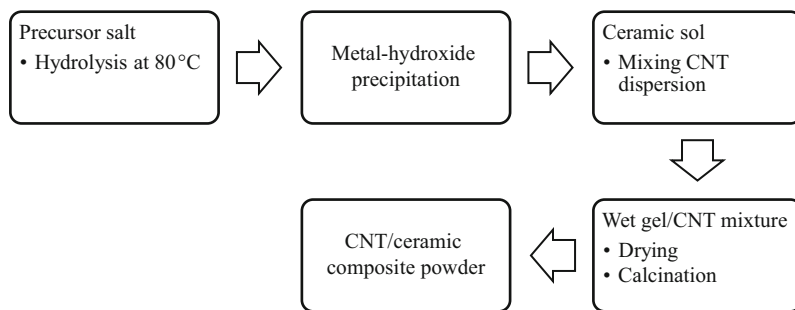 Precursor salt
• Hydrolysis at 80°C
Metal-hydroxide
precipitation
Ceramic sol
• Mixing CNT
dispersion
Wet gel/CNT mixture
• Drying
• Calcination
CNT/ceramic
composite powder